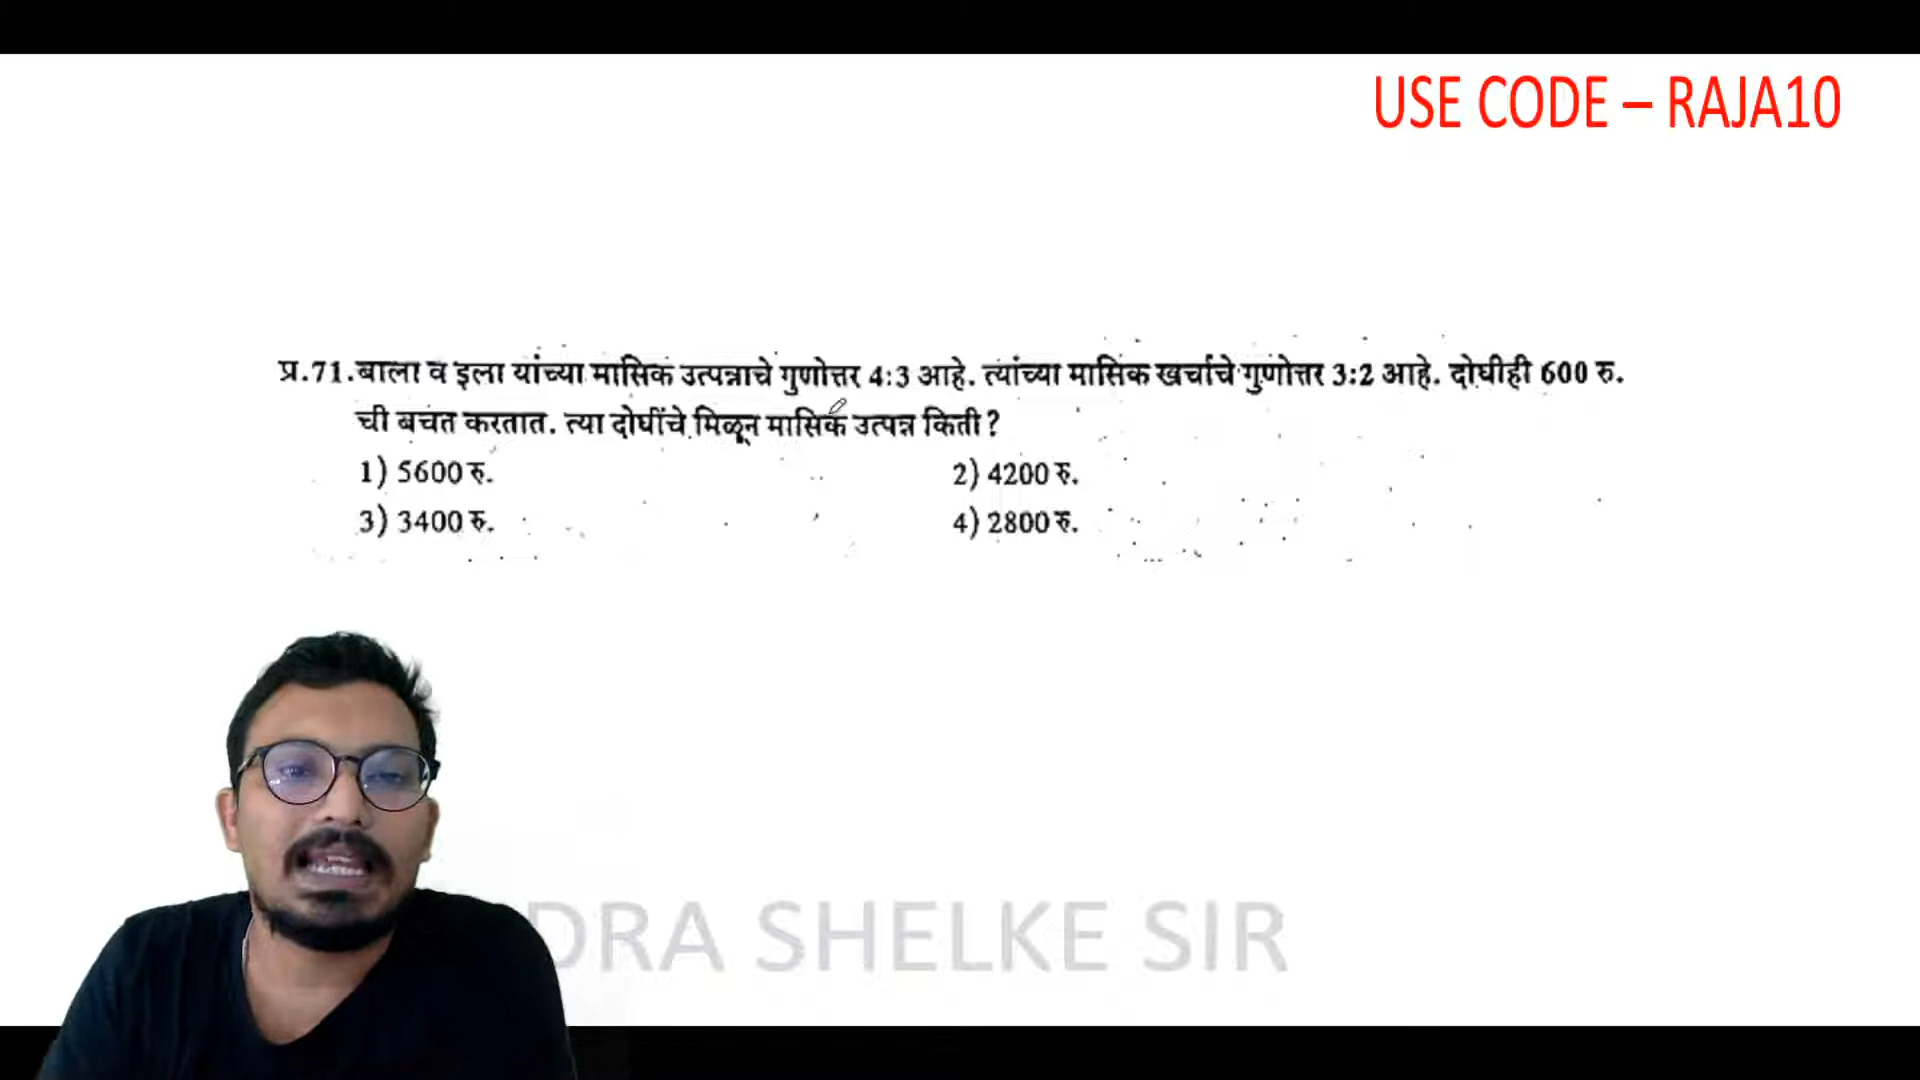 USE CODE – RAJA10
प्र.71. बाला व इला यांच्या मासिक उत्पन्नाचे गुणोत्तर 4:3 आहे. त्यांच्या मासिक खर्चाचे गुणोत्तर 3:2 आहे. दोघीही 600 रु.
ची बचत करतात. त्या दोघींचे मिळून मासिक उत्पन्न किती?
1) 5600 रु. 2) 4200 रु.
3) 3400 रु. 4) 2800 रु.
DRA SHELKE SIR